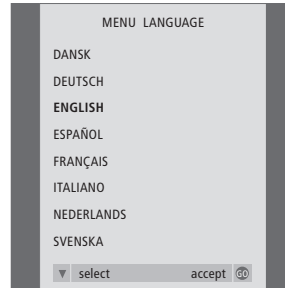 MENU LANGUAGE
DANSK
DEUTSCH
ENGLISH
ESPAÑOL
FRANÇAIS
ITALIANO
NEDERLANDS
SVENSKA
▼ select accept GO